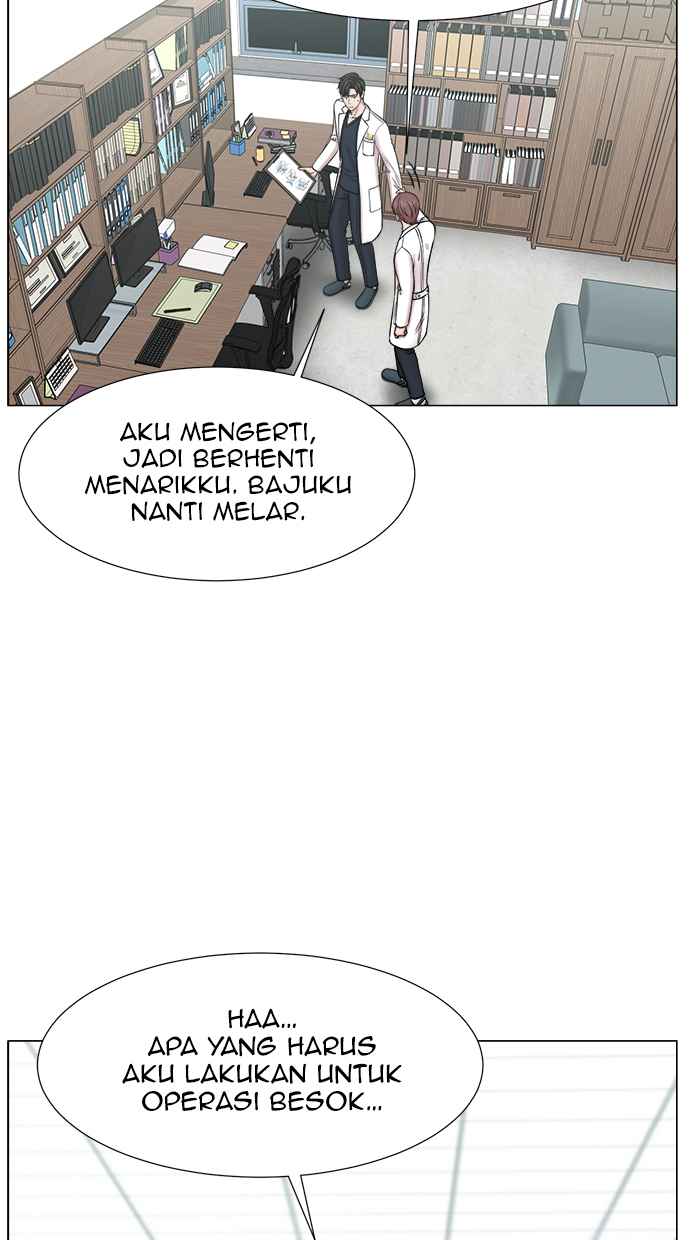 AKU MENGERTI,
JADI BERHENTI
MENARIKKU. BAJUKU
NANTI MELAR.
HAA...
APA YANG HARUS
AKU LAKUKAN UNTUK
OPERASI BESOK...